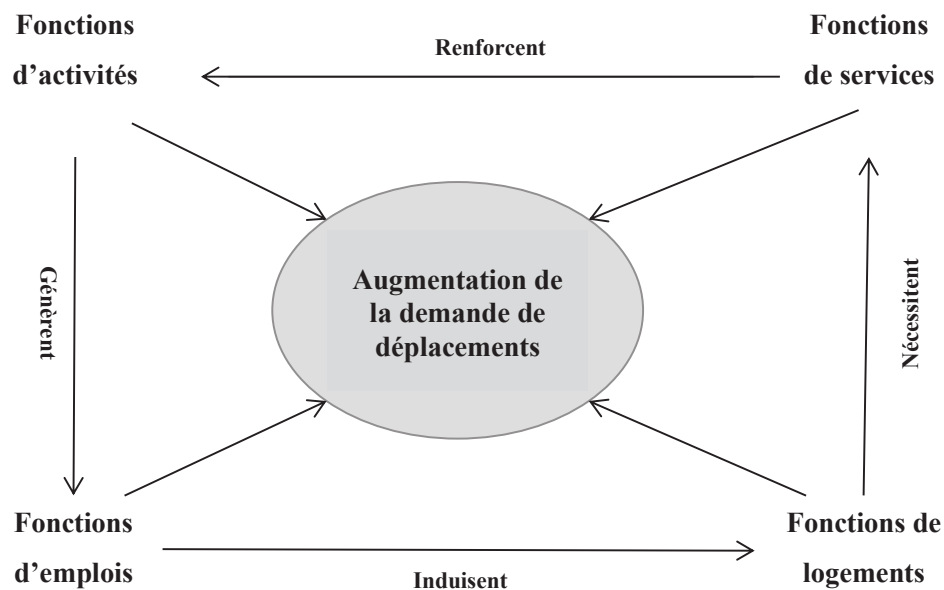 Fonctions
d’activités
Renforcent
Fonctions
de services
Génèrent
Augmentation de
la demande de
déplacements
Nécessitent
Fonctions
d’emplois
Induisent
Fonctions de
logements